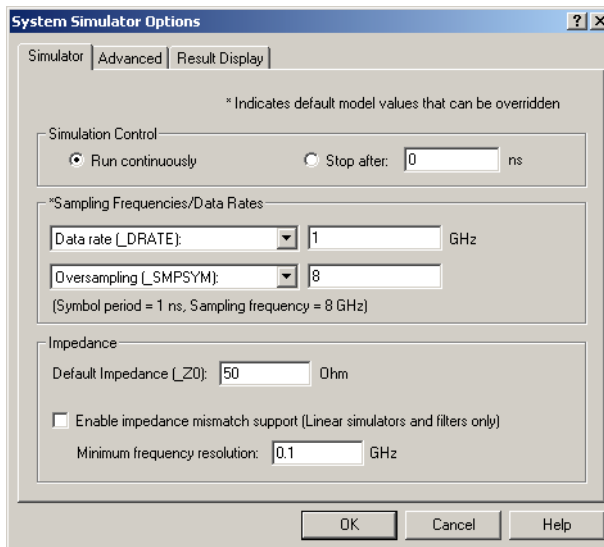 System Simulator Options
Simulator Advanced Result Display
* Indicates default model values that can be overridden
Simulation Control
Run continuously Stop after: 0 ns
*Sampling Frequencies/Data Rates
Data rate (_DRATE): 1 GHz
Oversampling (_SMPSYM): 8
(Symbol period = 1 ns, Sampling frequency = 8 GHz)
Impedance
Default Impedance (_Z0): 50 Ohm
Enable impedance mismatch support (Linear simulators and filters only)
Minimum frequency resolution: 0.1 GHz
OK Cancel Help